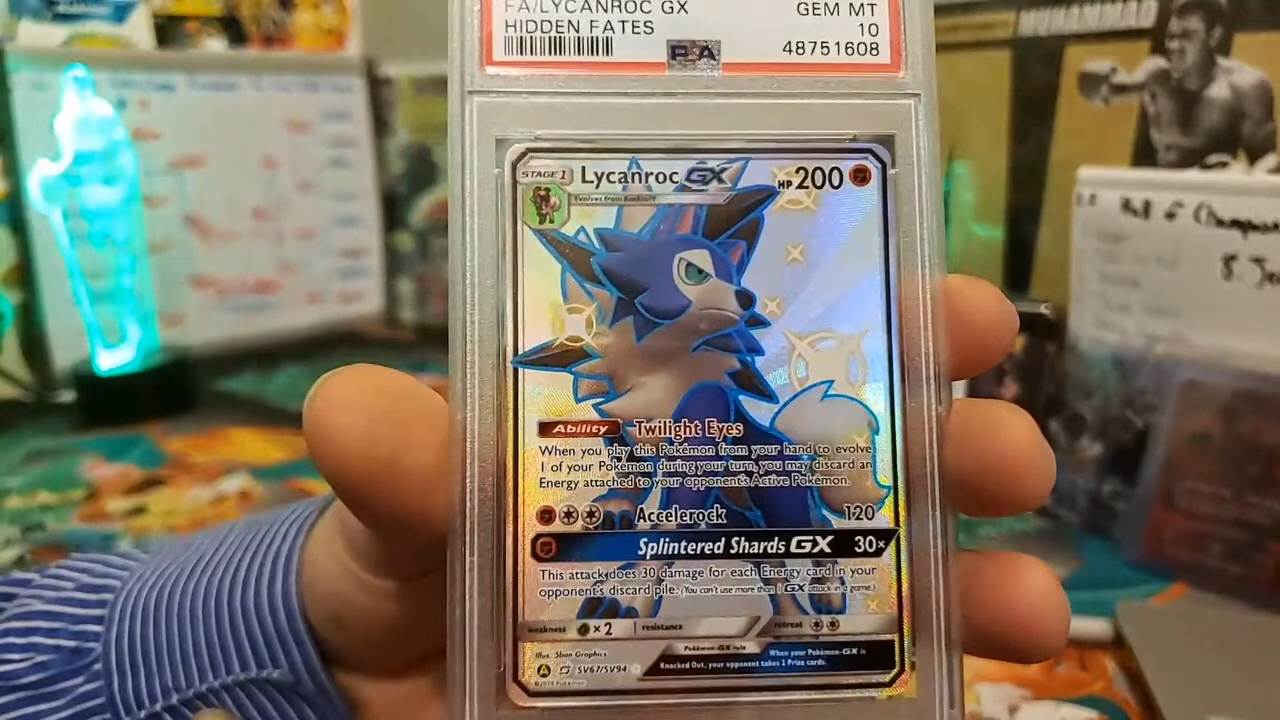 FA/LYCANROC GX
GEM MT
HIDDEN FATES
10
PSA
48751608
MUHAMMAD
STAGE 1
Lycanroc GX
HP 200
Evolves from Rockruff
Ability Twilight Eyes
When you play this Pokémon from your hand to evolve
1 of your Pokémon during your turn, you may discard an
Energy attached to your opponent's Active Pokémon.
Accelerock 120
Splintered Shards GX 30×
This attack does 30 damage for each Energy card in your
opponent's discard pile. (You can't use more than 1 GX attack in a game.)
weakness ×2 resistance retreat
Illus. 5ban Graphics
Pokémon-GX rule
When your Pokémon-GX is
Knocked Out, your opponent takes 2 Prize cards.
SV67/SV94
©2019 Pokémon